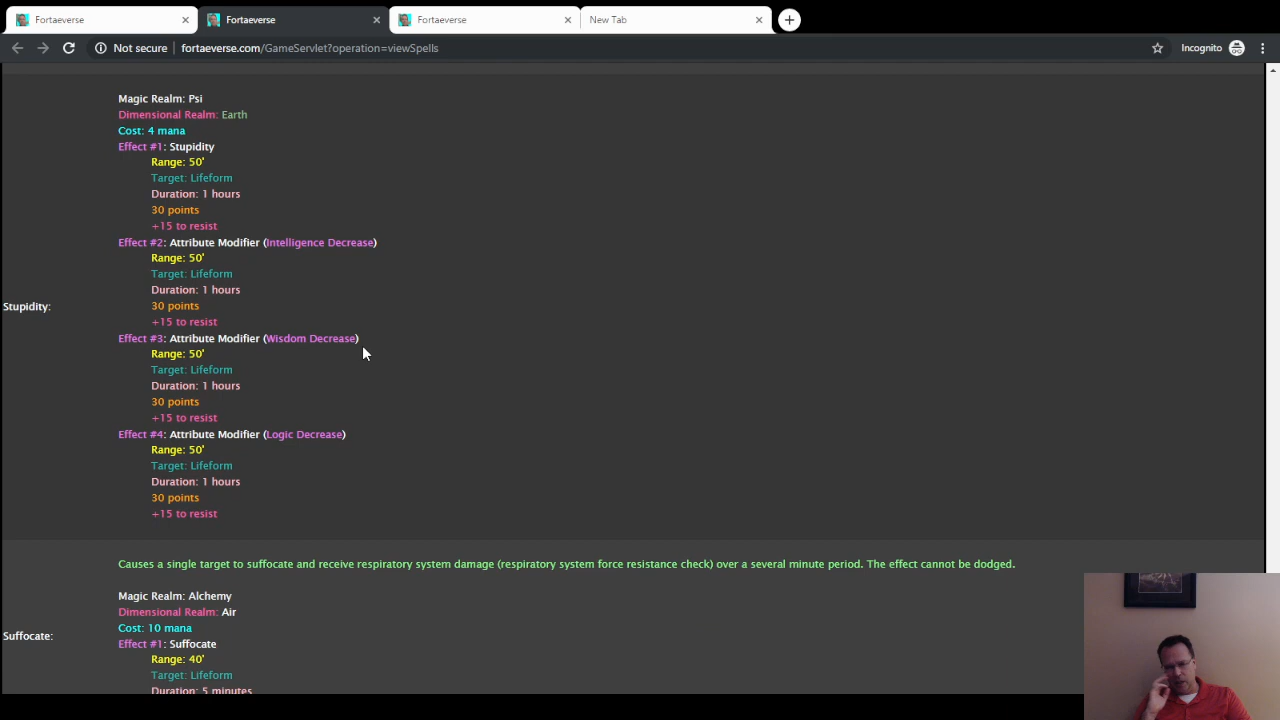 Fortaeverse
Fortaeverse
Fortaeverse
New Tab
Not secure
fortaeverse.com/GameServlet?operation=viewSpells
Incognito
Magic Realm: Psi
Dimensional Realm: Earth
Cost: 4 mana
Effect #1: Stupidity
Range: 50'
Target: Lifeform
Duration: 1 hours
30 points
+15 to resist
Effect #2: Attribute Modifier (Intelligence Decrease)
Range: 50'
Target: Lifeform
Duration: 1 hours
Stupidity:
30 points
+15 to resist
Effect #3: Attribute Modifier (Wisdom Decrease)
Range: 50'
Target: Lifeform
Duration: 1 hours
30 points
+15 to resist
Effect #4: Attribute Modifier (Logic Decrease)
Range: 50'
Target: Lifeform
Duration: 1 hours
30 points
+15 to resist
Causes a single target to suffocate and receive respiratory system damage (respiratory system force resistance check) over a several minute period. The effect cannot be dodged.
Magic Realm: Alchemy
Dimensional Realm: Air
Cost: 10 mana
Suffocate:
Effect #1: Suffocate
Range: 40'
Target: Lifeform
Duration: 5 minutes